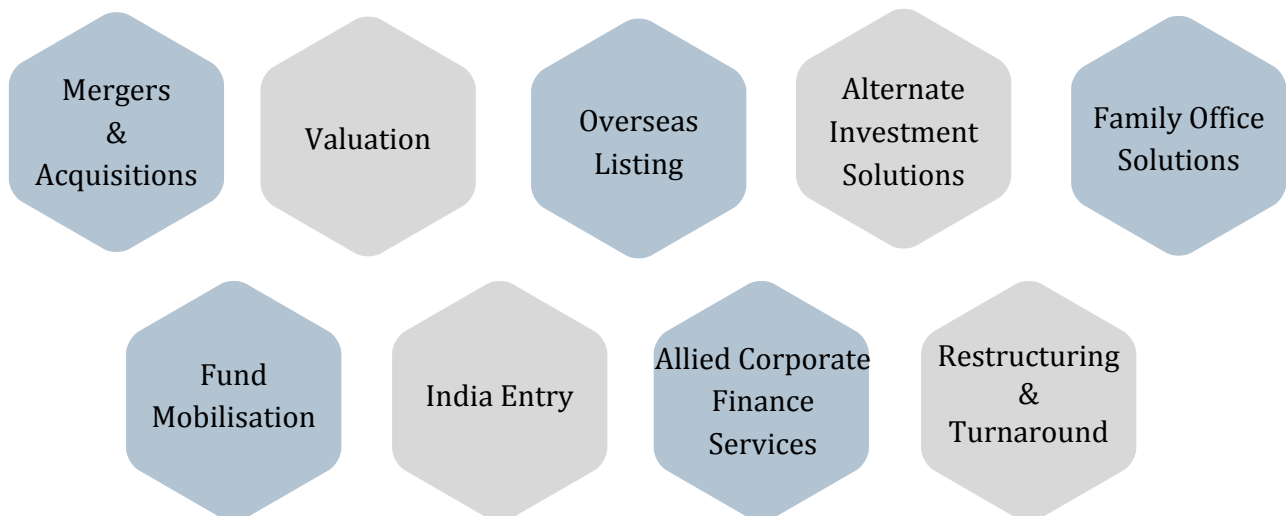 Mergers
&
Acquisitions
Valuation
Overseas
Listing
Alternate
Investment
Solutions
Family Office
Solutions
Fund
Mobilisation
India Entry
Allied Corporate
Finance
Services
Restructuring
&
Turnaround